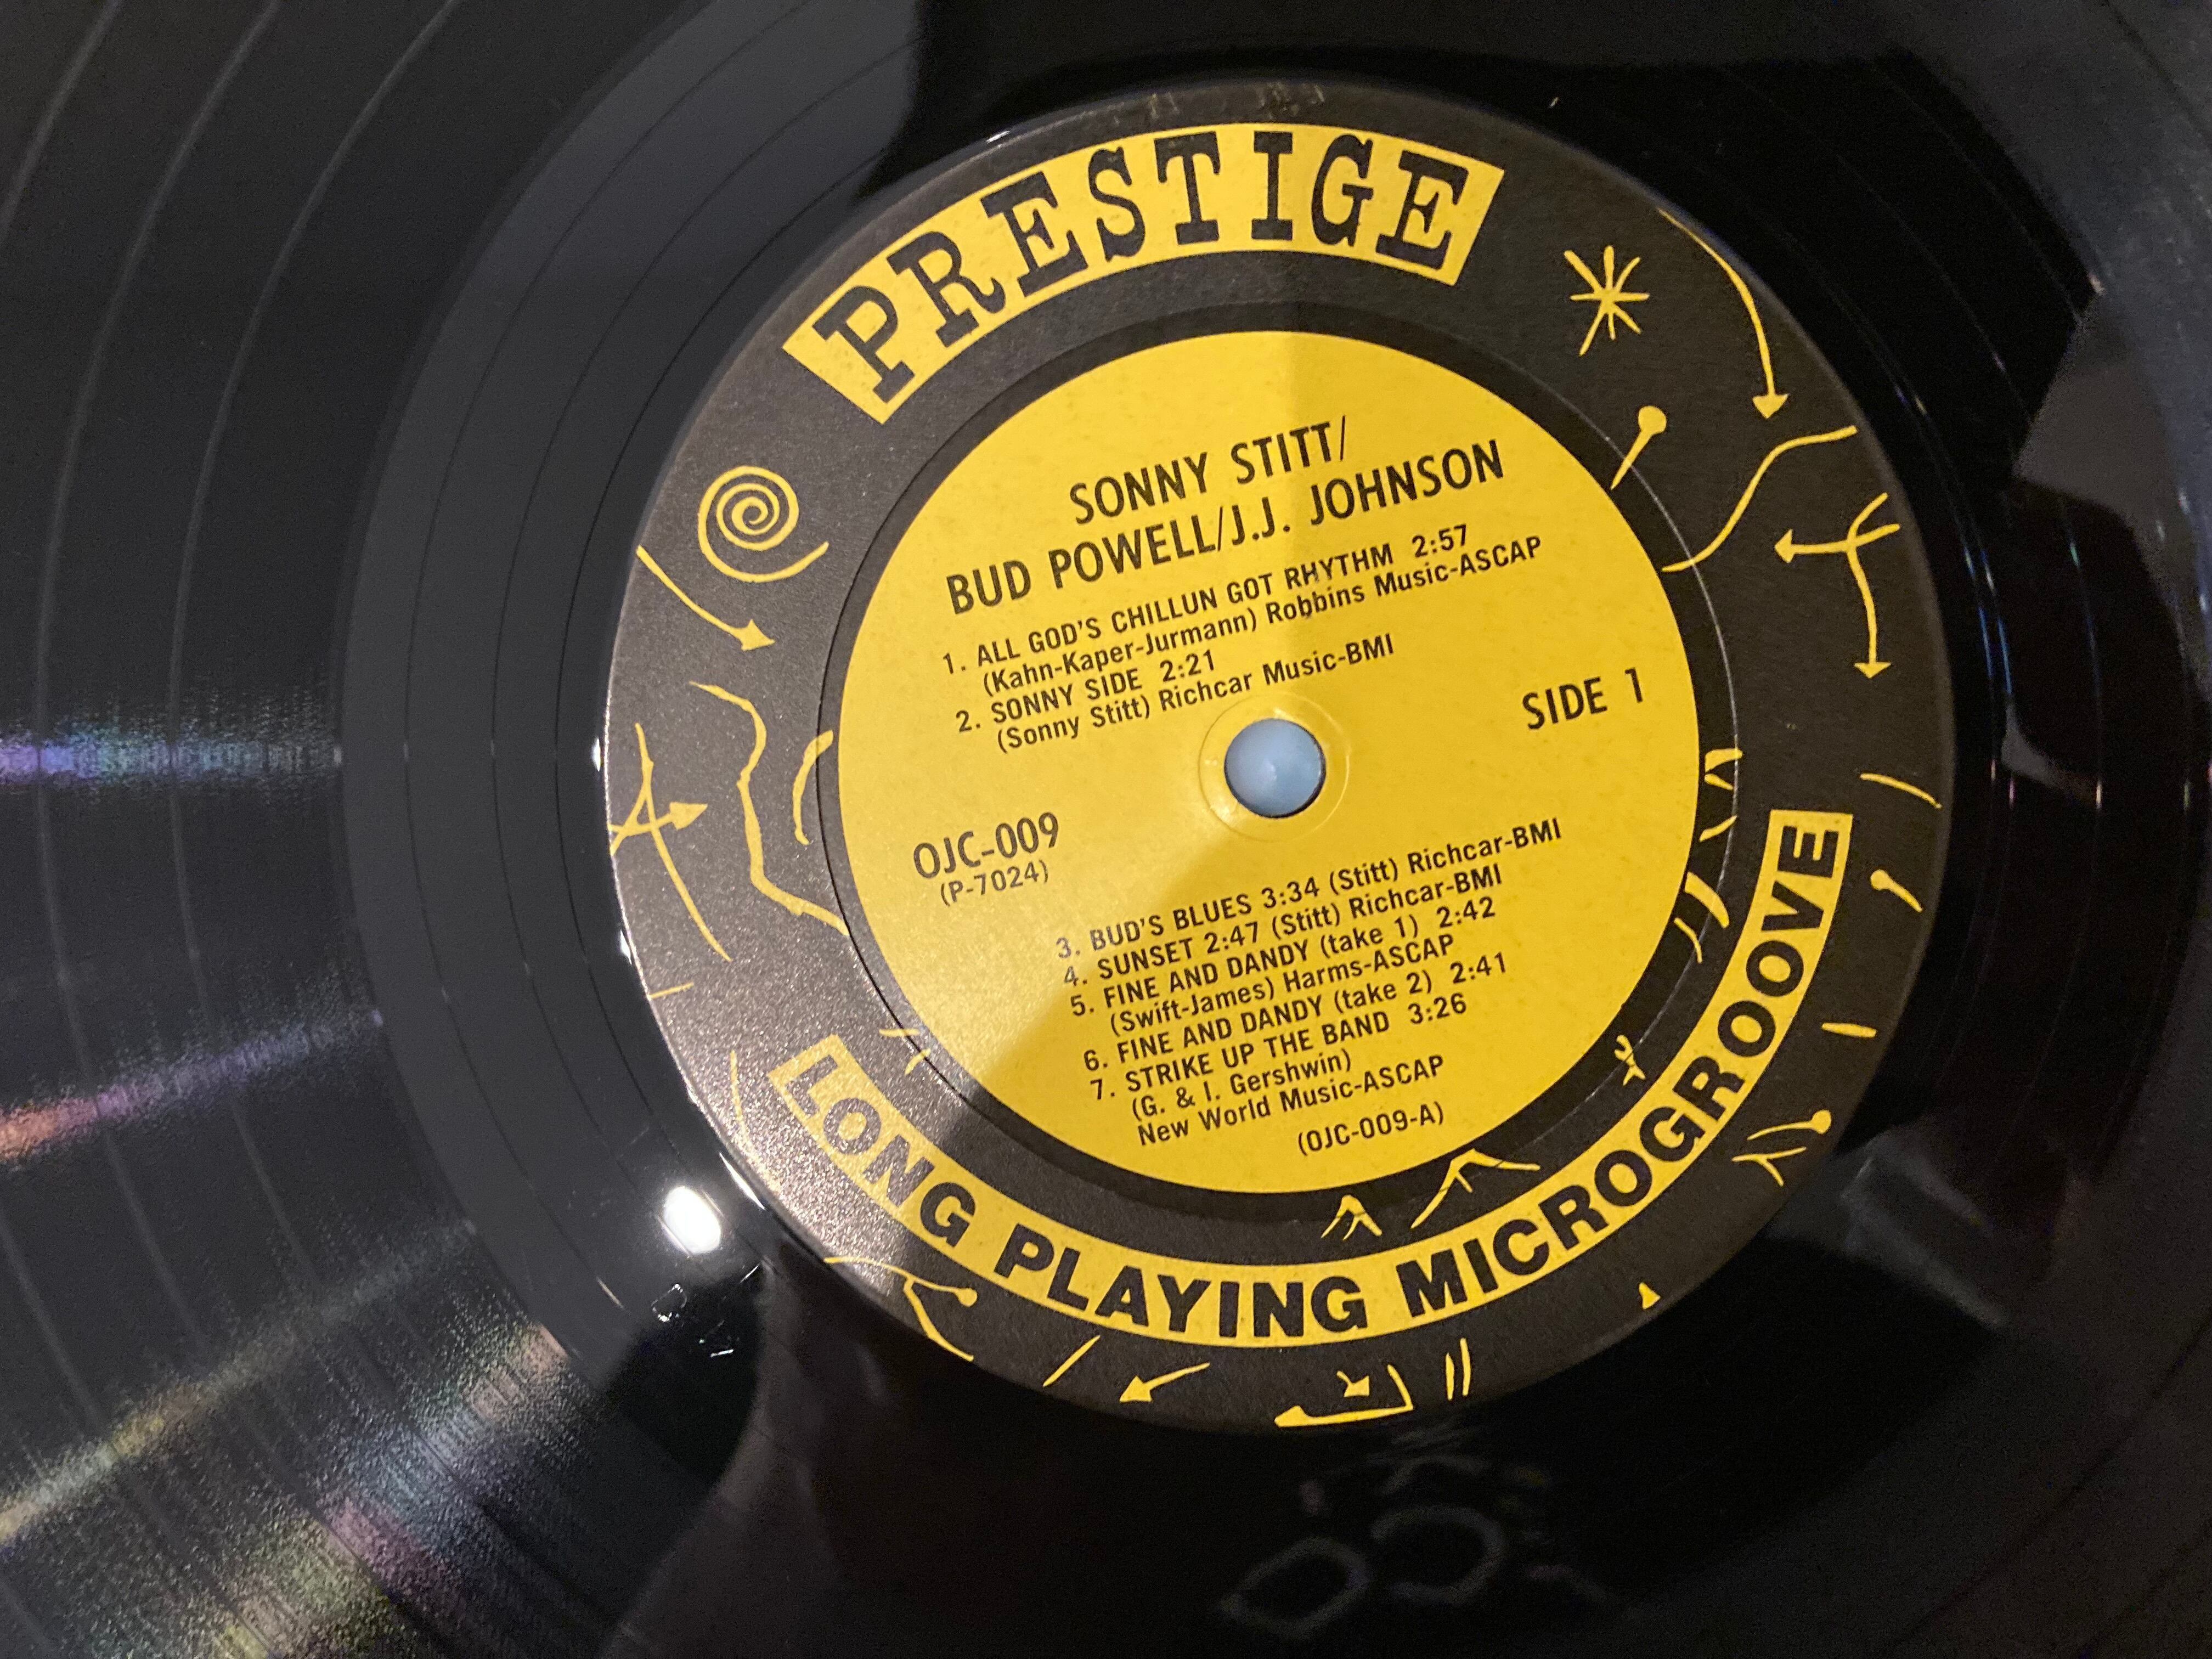 PRESTIGE
SONNY STITT/
BUD POWELL/J.J. JOHNSON
1. ALL GOD'S CHILLUN GOT RHYTHM 2:57
(Kahn-Kaper-Jurmann) Robbins Music-ASCAP
2. SONNY SIDE 2:21
(Sonny Stitt) Richcar Music-BMI
SIDE 1
OJC-009
(P-7024)
3. BUD'S BLUES 3:34 (Stitt) Richcar-BMI
4. SUNSET 2:47 (Stitt) Richcar-BMI
5. FINE AND DANDY (take 1) 2:42
(Swift-James) Harms-ASCAP
6. FINE AND DANDY (take 2) 2:41
7. STRIKE UP THE BAND 3:26
(G. & I. Gershwin)
New World Music-ASCAP
(OJC-009-A)
LONG PLAYING MICROGROOVE